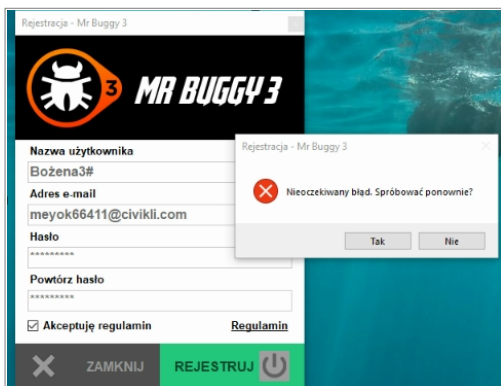 Rejestracja - Mr Buggy 3
3 MR BUGGY 3
Nazwa użytkownika
Bożena3#
Adres e-mail
meyok66411@civikli.com
Hasło
*********
Powtórz hasło
*********
Akceptuję regulamin
Regulamin
ZAMKNIJ
REJESTRUJ
Rejestracja - Mr Buggy 3
Nieoczekiwany błąd. Spróbować ponownie?
Tak
Nie